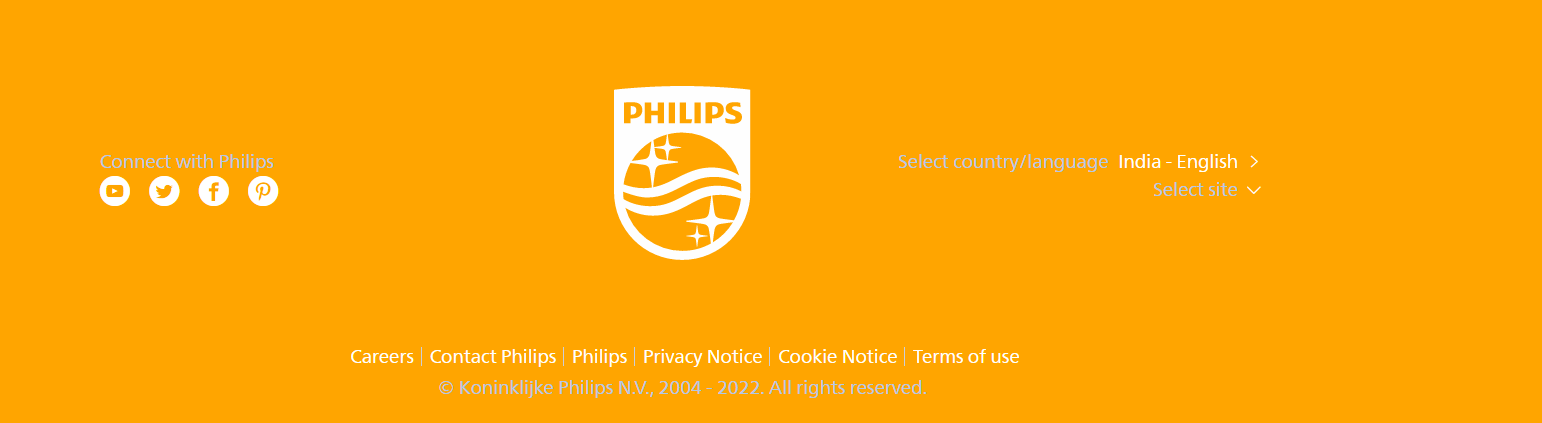 PHILIPS
Connect with Philips
Select country/language India - English
Select site
Careers Contact Philips Philips Privacy Notice Cookie Notice Terms of use
© Koninklijke Philips N.V., 2004 - 2022. All rights reserved.